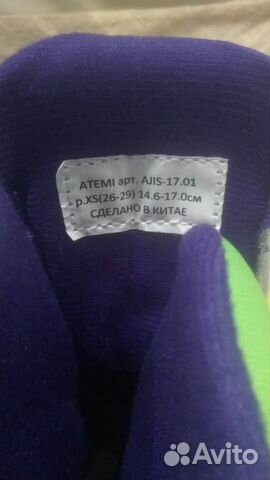 ATEMI арт. AJIS-17.01
р.XS(26-29) 14.6-17.0см
СДЕЛАНО В КИТАЕ
Avito